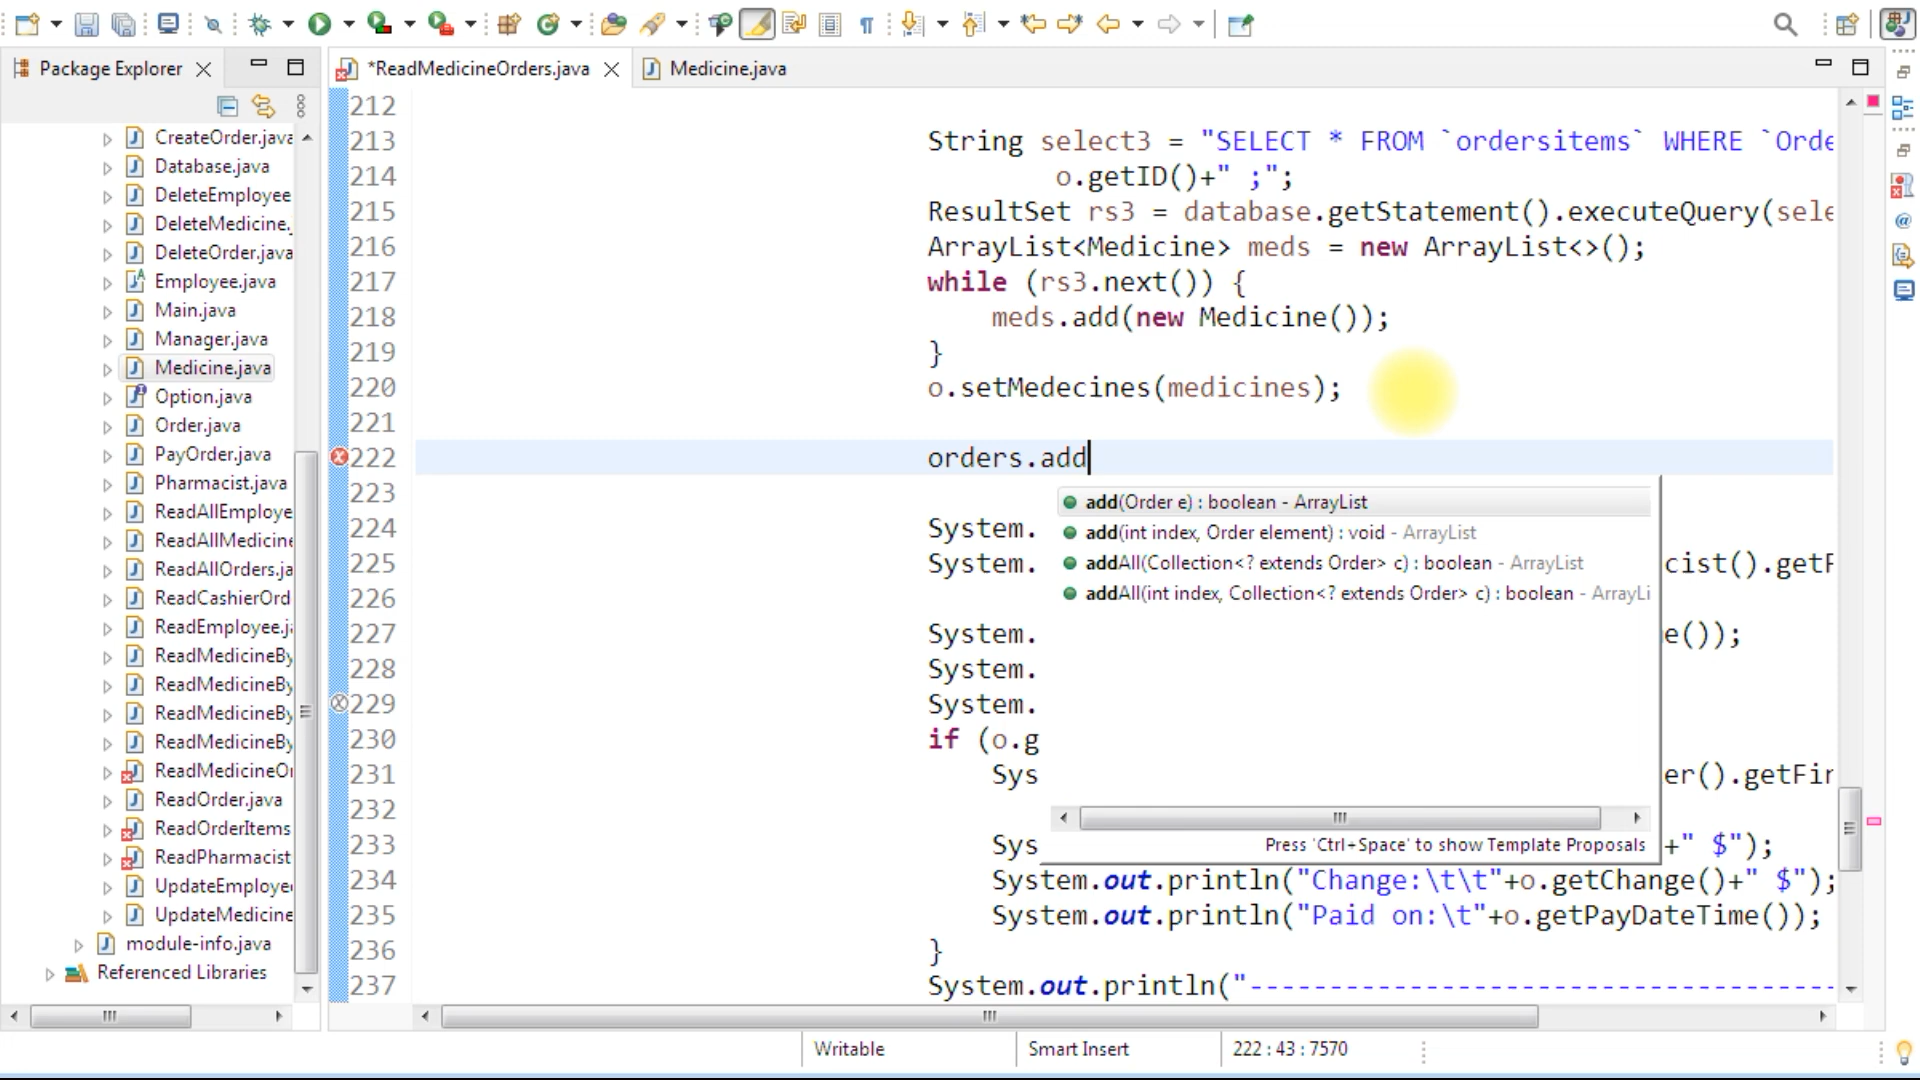 Package Explorer
*ReadMedicineOrders.java
Medicine.java
CreateOrder.java
Database.java
DeleteEmployee
DeleteMedicine.
DeleteOrder.java
Employee.java
Main.java
Manager.java
Medicine.java
Option.java
Order.java
PayOrder.java
Pharmacist.java
ReadAllEmploye
ReadAllMedicine
ReadAllOrders.ja
ReadCashierOrd
ReadEmployee.ja
ReadMedicineBy
ReadMedicineBy
ReadMedicineBy
ReadMedicineBy
ReadMedicineOr
ReadOrder.java
ReadOrderItems
ReadPharmacist
UpdateEmployee
UpdateMedicine
module-info.java
Referenced Libraries
212
213 String select3 = "SELECT * FROM `ordersitems` WHERE `Orde
214 o.getID()+" ;";
215 ResultSet rs3 = database.getStatement().executeQuery(sele
216 ArrayList<Medicine> meds = new ArrayList<>();
217 while (rs3.next()) {
218 meds.add(new Medicine());
219 }
220 o.setMedecines(medicines);
221
222 orders.add
223
add(Order e) : boolean - ArrayList
224 System.
add(int index, Order element) : void - ArrayList
225 System. cist().getF
addAll(Collection<? extends Order> c) : boolean - ArrayList
226
addAll(int index, Collection<? extends Order> c) : boolean - ArrayLi
227 System. e());
228 System.
229 System.
230 if (o.g
231 Sys er().getFir
232
233 Sys +" $");
Press 'Ctrl+Space' to show Template Proposals
234 System.out.println("Change:\t\t"+o.getChange()+" $");
235 System.out.println("Paid on:\t"+o.getPayDateTime());
236 }
237 System.out.println("------------------------------------
Writable
Smart Insert
222 : 43 : 7570